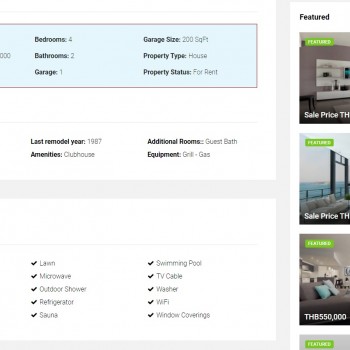 Bedrooms: 4
Garage Size: 200 SqFt
000
Bathrooms: 2
Property Type: House
Garage: 1
Property Status: For Rent
Last remodel year: 1987
Additional Rooms:: Guest Bath
Amenities: Clubhouse
Equipment: Grill - Gas
Lawn
Swimming Pool
Microwave
TV Cable
Outdoor Shower
Washer
Refrigerator
WiFi
Sauna
Window Coverings
Featured
FEATURED
Sale Price TH
FEATURED
Sale Price TH
FEATURED
THB550,000
FEATURED